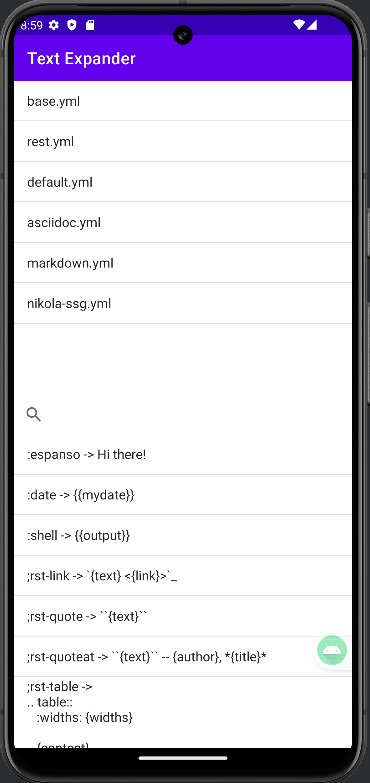 8:59
Text Expander
base.yml
rest.yml
default.yml
asciidoc.yml
markdown.yml
nikola-ssg.yml
:espanso -> Hi there!
:date -> {{mydate}}
:shell -> {{output}}
;rst-link -> `{text} <{link}>`_
;rst-quote -> ``{text}``
;rst-quoteat -> ``{text}`` -- {author}, *{title}*
;rst-table ->
.. table::
   :widths: {widths}
   {content}